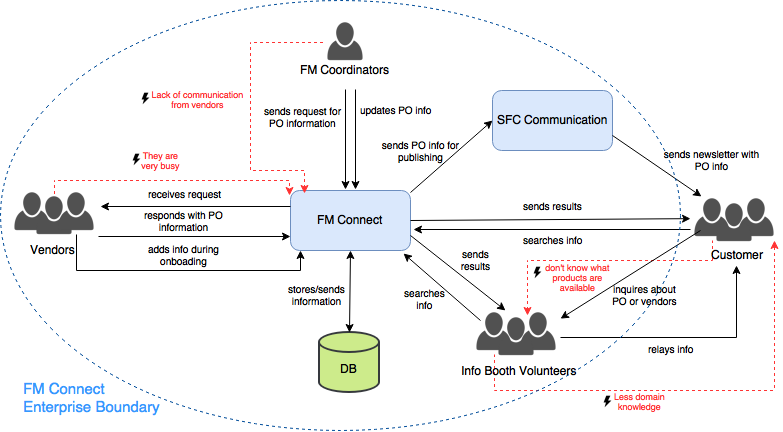 FM Coordinators
Lack of communication
from vendors
sends request for
PO information
updates PO info
SFC Communication
sends PO info for
publishing
They are
very busy
sends newsletter with
PO info
receives request
FM Connect
sends results
responds with PO
information
searches info
Vendors
adds info during
onboading
sends
results
Customer
don't know what
products are
available
stores/sends
information
searches
info
inquires about
PO or vendors
relays info
DB
Info Booth Volunteers
FM Connect
Enterprise Boundary
Less domain
knowledge